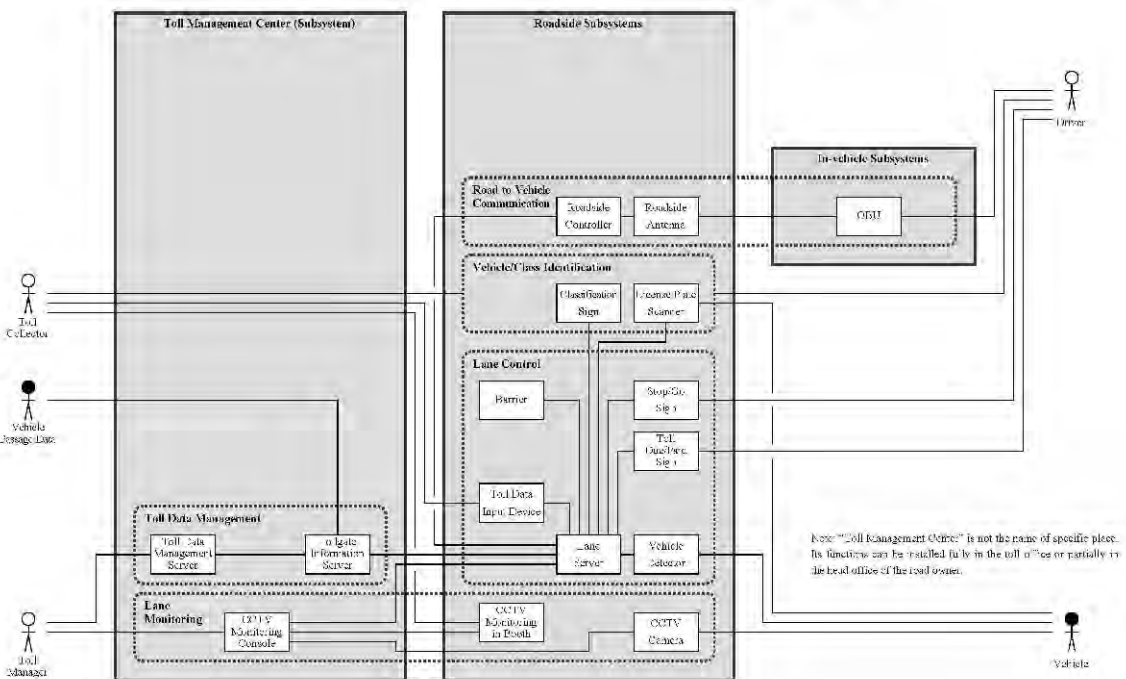 Toll Management Center (Subsystem)
Roadside Subsystems
Driver
In-vehicle Subsystems
Road to Vehicle
Communication
Roadside
Controller
Roadside
Antenna
OBU
Vehicle/Class Identification
Classification
Sign
License Plate
Scanner
Toll
Collector
Lane Control
Barrier
Stop/Go
Sign
Toll
Sign
Vehicle
Passage Data
Toll Data
Input Device
Toll Data Management
Toll Data
Management
Server
Tollgate
Information
Server
Lane
Server
Vehicle
Detector
Note: "Toll Management Center" is not the name of specific place.
Its functions can be installed fully in the toll office or partially in
the head office of the road owner.
Lane
Monitoring
CCTV
Monitoring
Console
CCTV
Monitoring
in Booth
CCTV
Camera
Toll
Manager
Vehicle